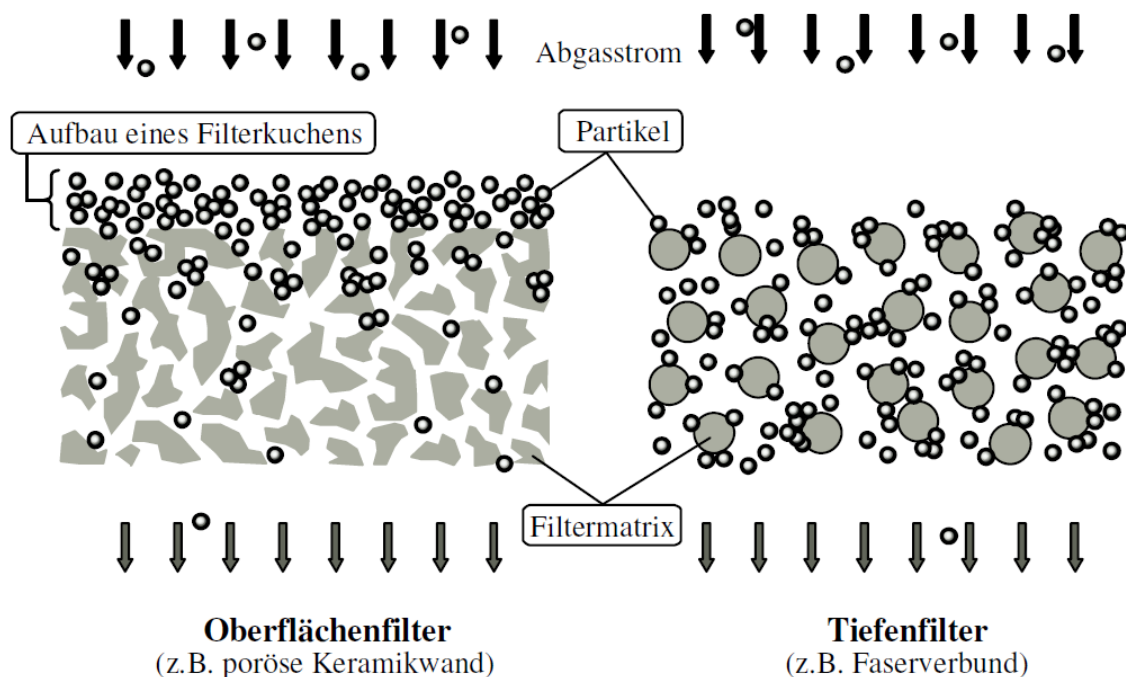 Abgasstrom
Aufbau eines Filterkuchens
Partikel
Filtermatrix
Oberflächenfilter
(z.B. poröse Keramikwand)
Tiefenfilter
(z.B. Faserverbund)